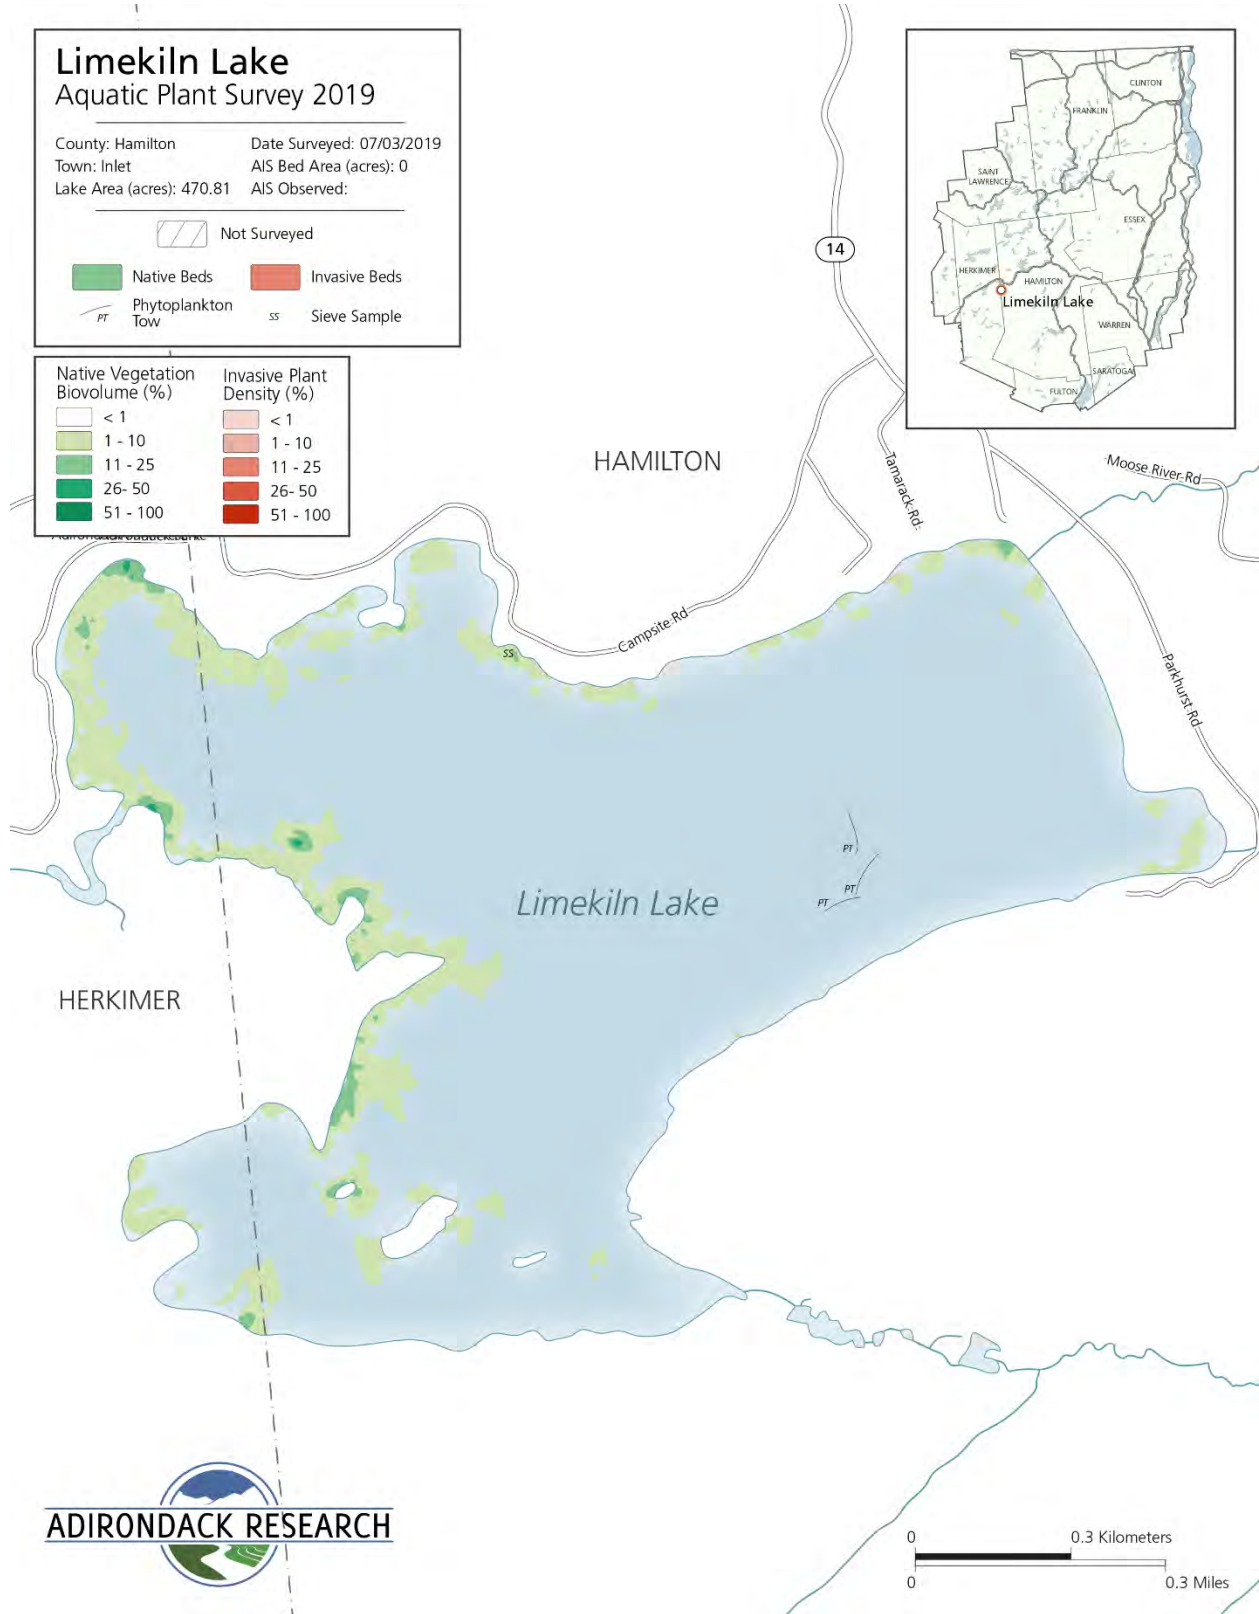 Limekiln Lake
Aquatic Plant Survey 2019
County: Hamilton
Date Surveyed: 07/03/2019
Town: Inlet
AIS Bed Area (acres): 0
Lake Area (acres): 470.81
AIS Observed:
Not Surveyed
Native Beds
Invasive Beds
PT
Phytoplankton
Tow
SS
Sieve Sample
Native Vegetation
Biovolume (%)
< 1
1 - 10
11 - 25
26- 50
51 - 100
Invasive Plant
Density (%)
< 1
1 - 10
11 - 25
26- 50
51 - 100
CLINTON
FRANKLIN
SAINT
LAWRENCE
ESSEX
HERKIMER
HAMILTON
Limekiln Lake
WARREN
SARATOGA
FULTON
14
HAMILTON
Tamarack Rd
Moose River Rd
Campsite Rd
Parkhurst Rd
SS
PT
PT
PT
Limekiln Lake
HERKIMER
ADIRONDACK RESEARCH
0
0.3 Kilometers
0
0.3 Miles